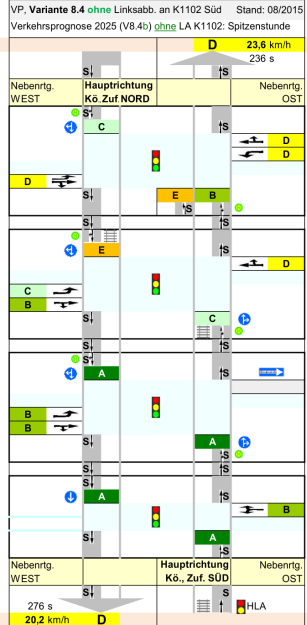 VP, Variante 8.4 ohne Linksabb. an K1102 Süd Stand: 08/2015
Verkehrsprognose 2025 (V8.4b) ohne LA K1102: Spitzenstunde
D 23,6 km/h
236 s
S S
Nebenrtg. Hauptrichtung Nebenrtg.
WEST Kö.Zuf NORD OST
S
C S
D
D
D
S E B
S
S S
S
E S
D
C
B
S C
S
S S
S
A S
B
B
S A
S
S S
A S
B
S A
S
Nebenrtg. Hauptrichtung Nebenrtg.
WEST Kö., Zuf. SÜD OST
S S
276 s HLA
20,2 km/h D